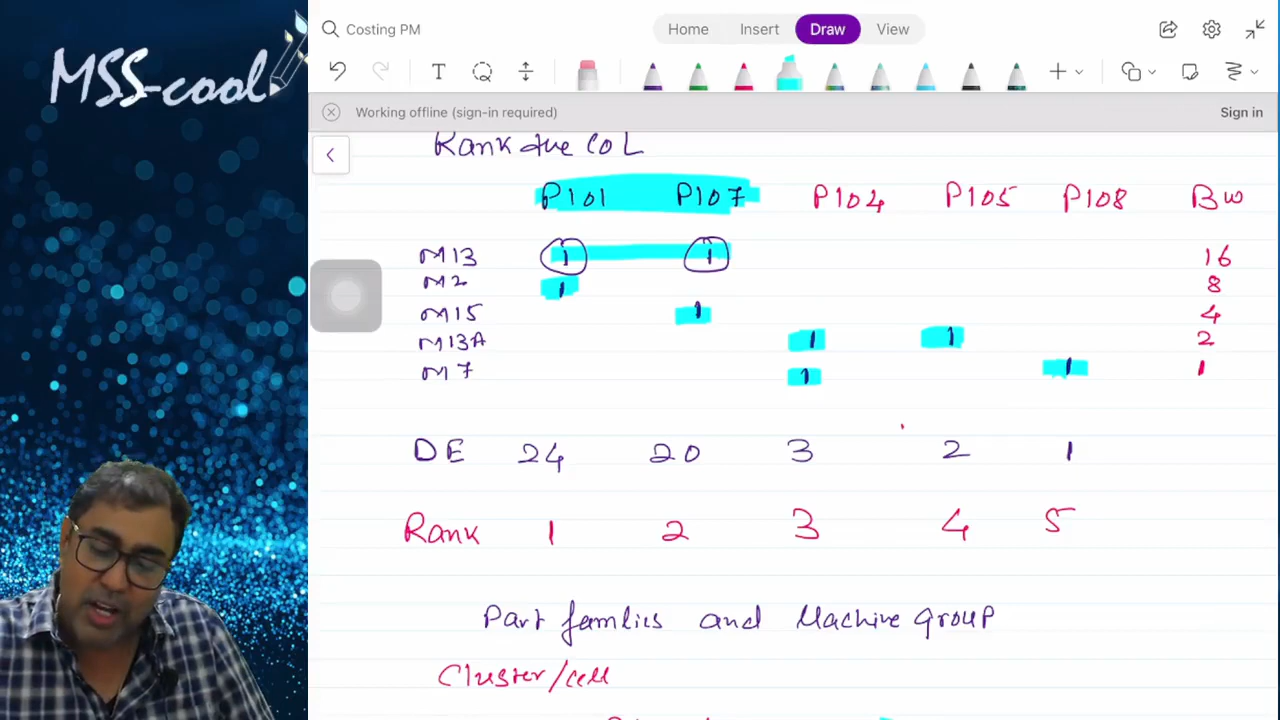 MSS-cool
Costing PM
Home Insert Draw View
Working offline (sign-in required) Sign in
Rank the CoL
P101 P107 P104 P105 P108 BW
M13 1 1 16
M2 1 8
M15 1 4
M13A 1 1 2
M7 1 1 1
DE 24 20 3 2 1
Rank 1 2 3 4 5
Part families and Machine group
Cluster/cell